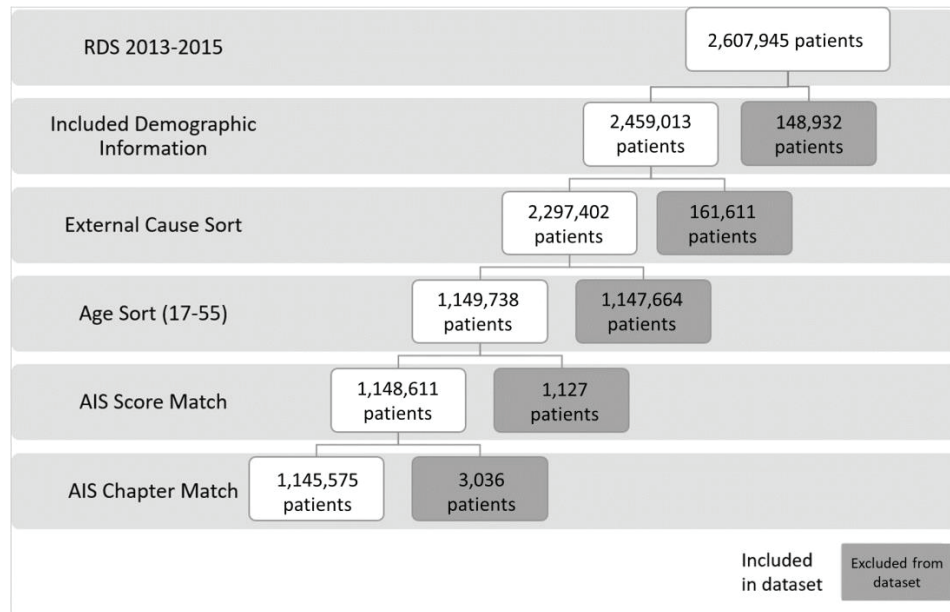 RDS 2013-2015
2,607,945 patients
Included Demographic
Information
2,459,013
patients
148,932
patients
External Cause Sort
2,297,402
patients
161,611
patients
Age Sort (17-55)
1,149,738
patients
1,147,664
patients
AIS Score Match
1,148,611
patients
1,127
patients
AIS Chapter Match
1,145,575
patients
3,036
patients
Included
in dataset
Excluded from
dataset